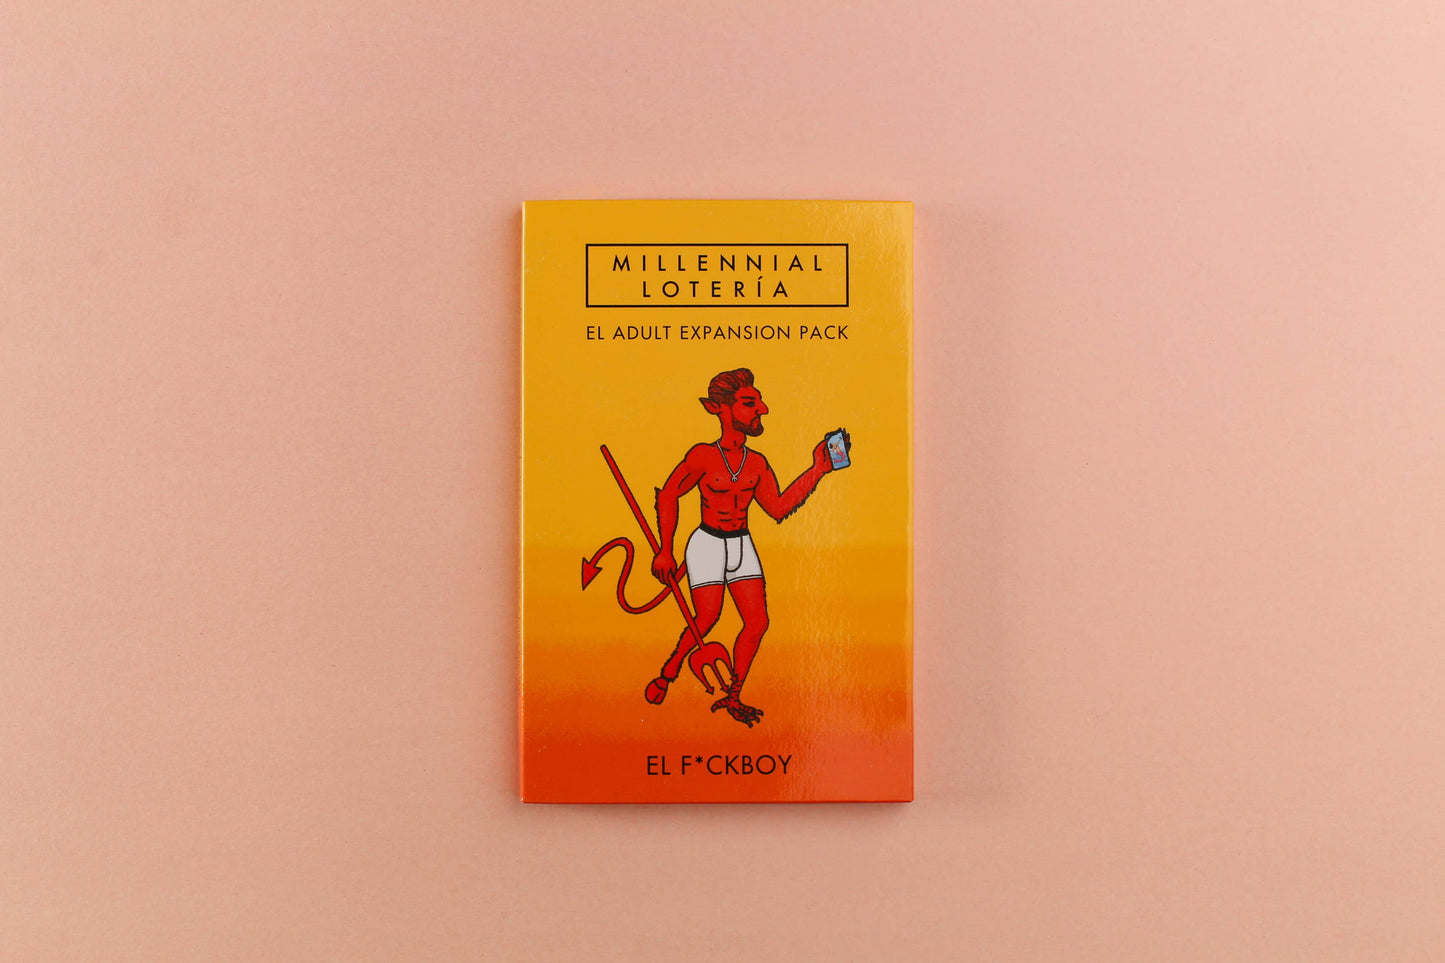 MILLENNIAL
LOTERÍA
EL ADULT EXPANSION PACK
EL F*CKBOY